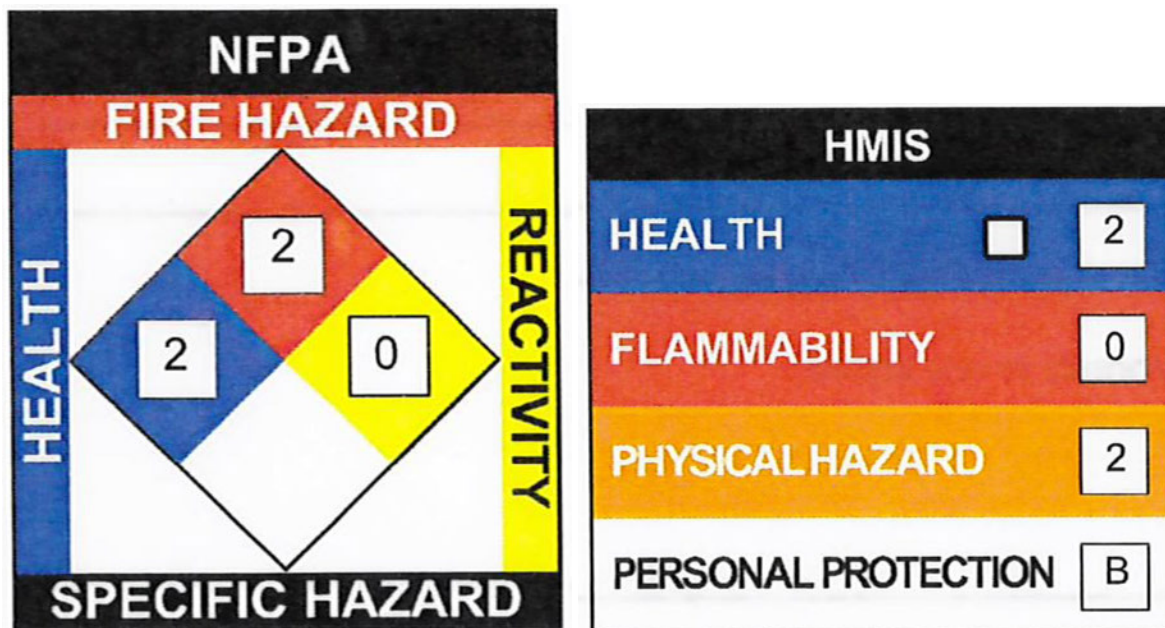 NFPA
FIRE HAZARD
HEALTH
2
2
0
REACTIVITY
SPECIFIC HAZARD
HMIS
HEALTH 2
FLAMMABILITY 0
PHYSICAL HAZARD 2
PERSONAL PROTECTION B